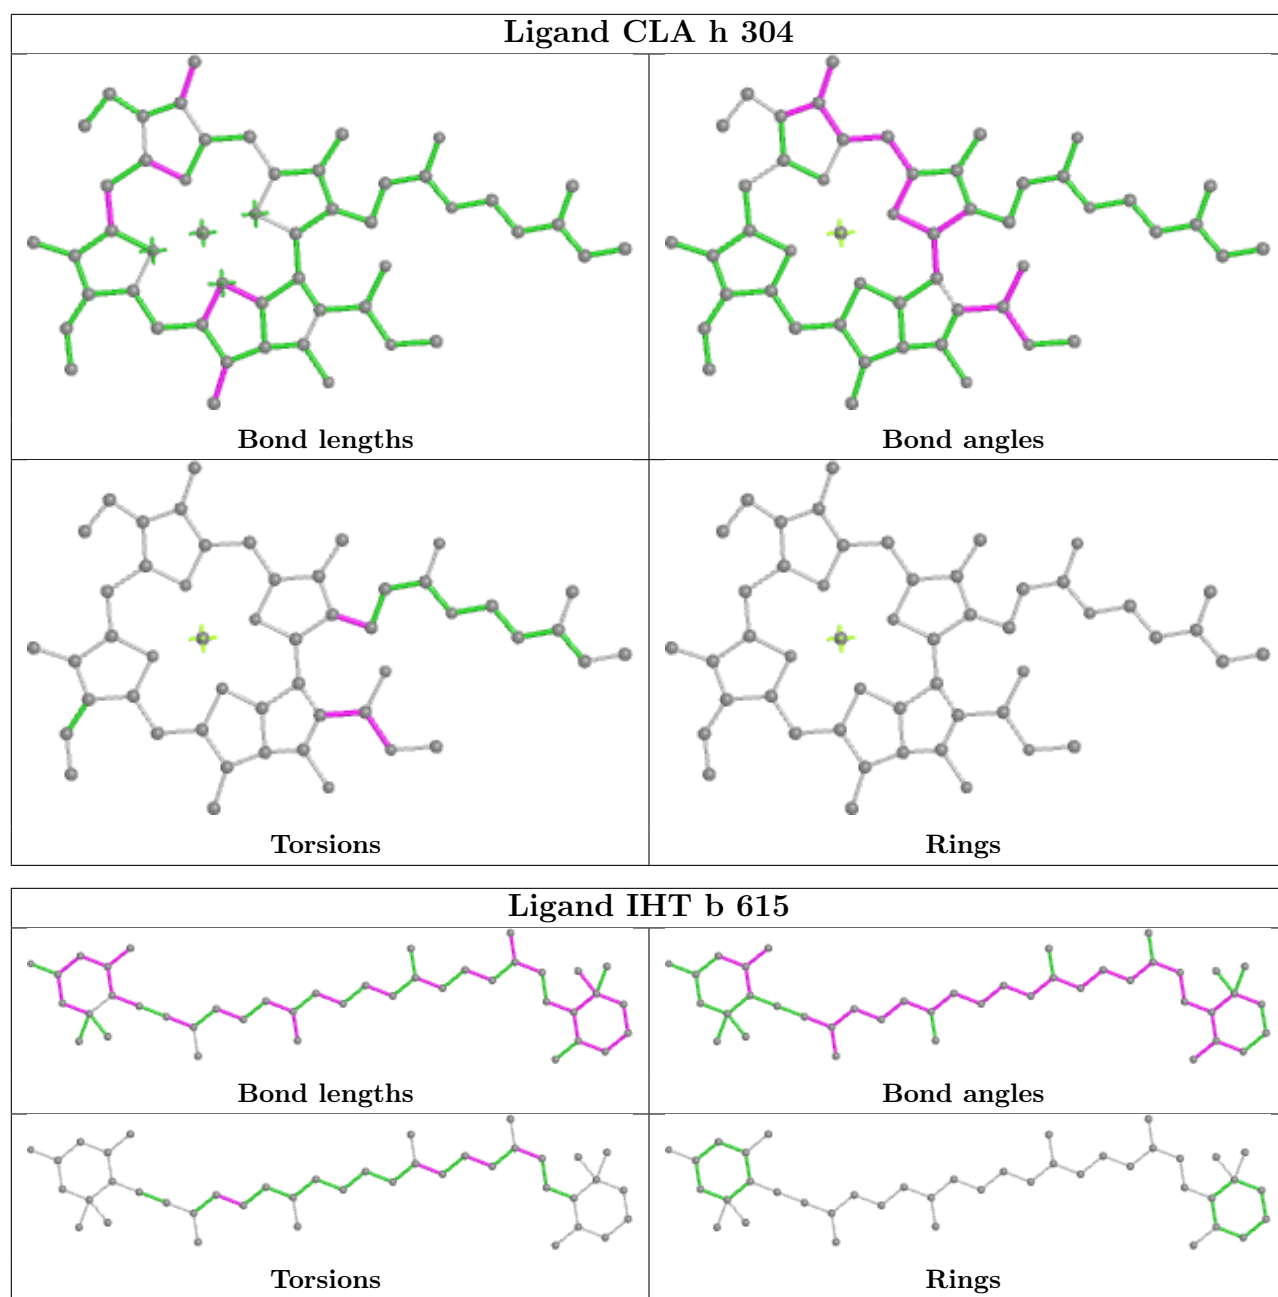 Ligand CLA h 304
Bond lengths
Bond angles
Torsions
Rings
Ligand IHT b 615
Bond lengths
Bond angles
Torsions
Rings